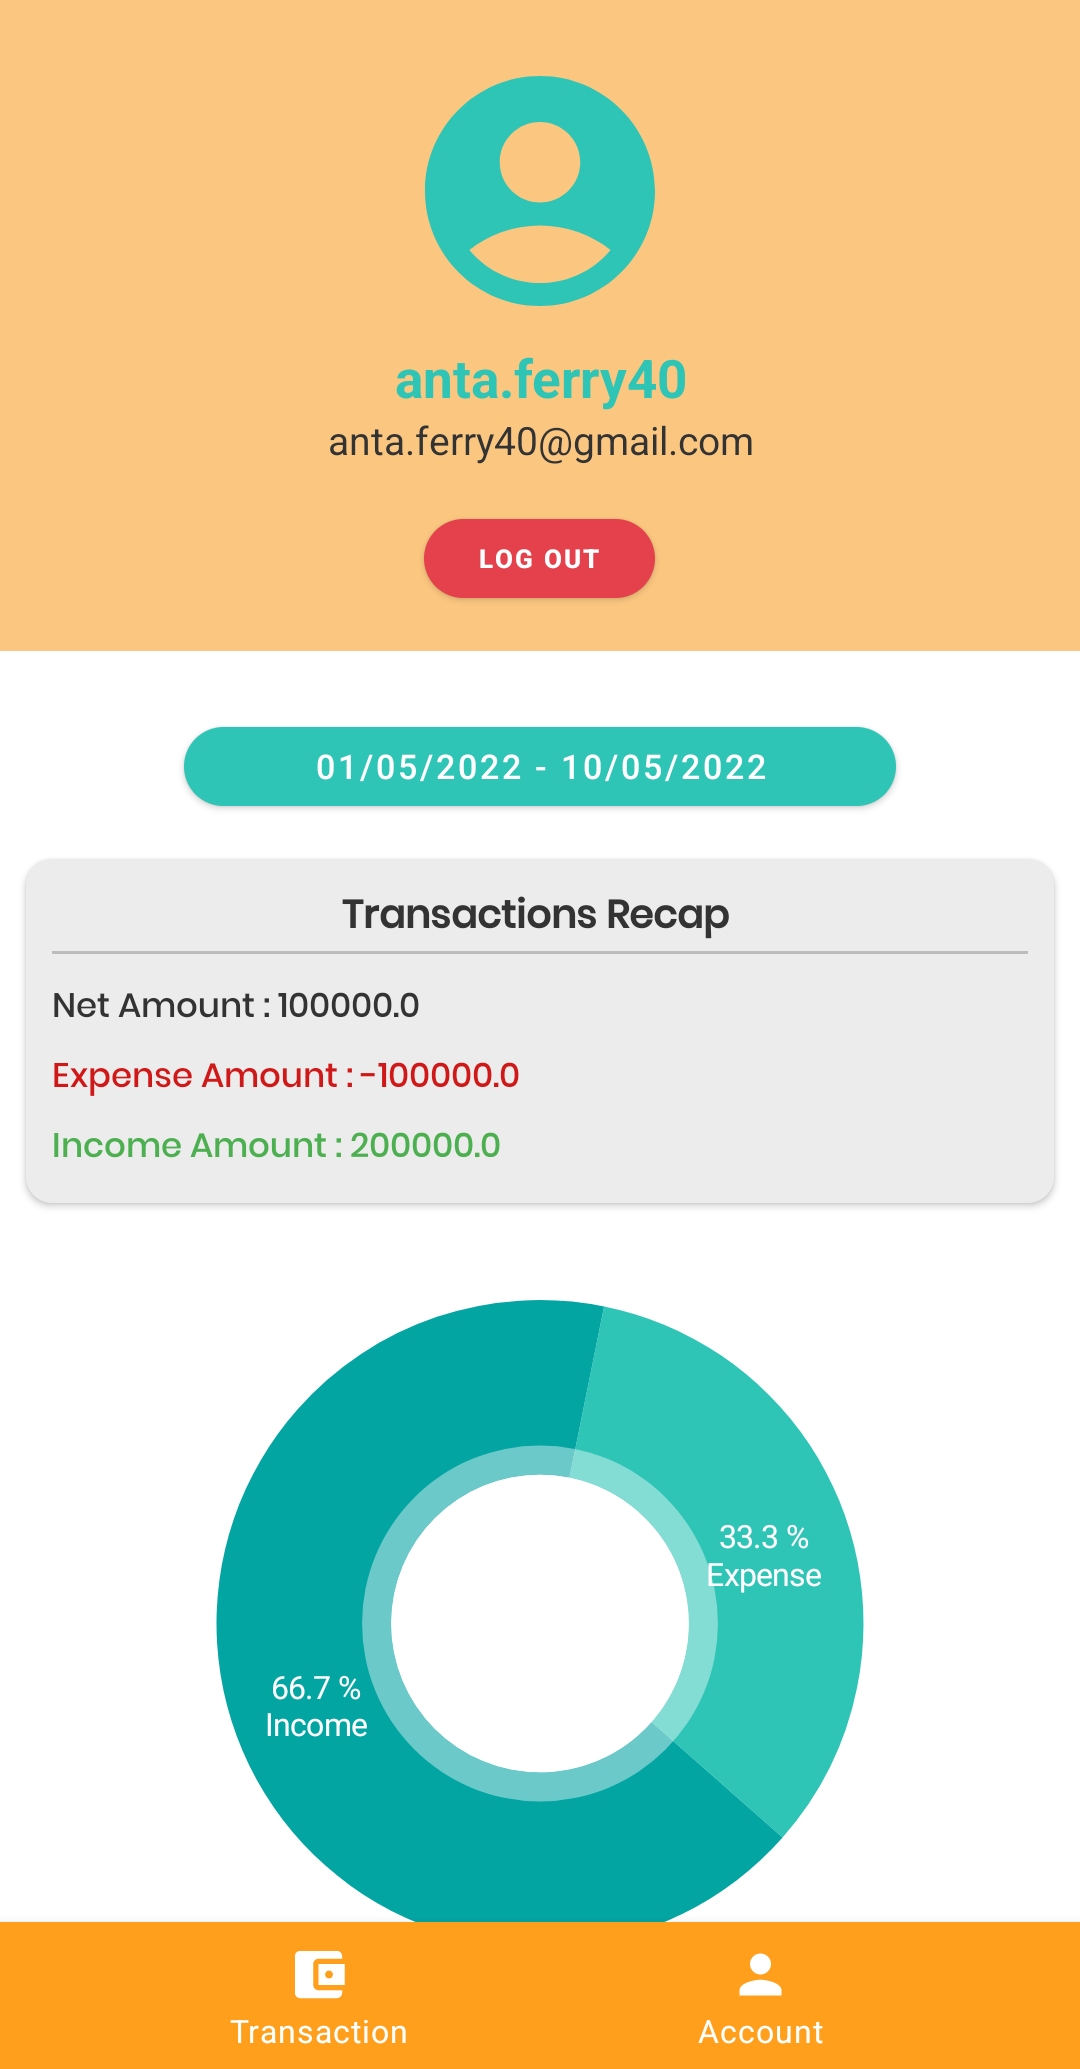 anta.ferry40
anta.ferry40@gmail.com
LOG OUT
01/05/2022 - 10/05/2022
Transactions Recap
Net Amount : 100000.0
Expense Amount : -100000.0
Income Amount : 200000.0
33.3 %
Expense
66.7 %
Income
Transaction
Account